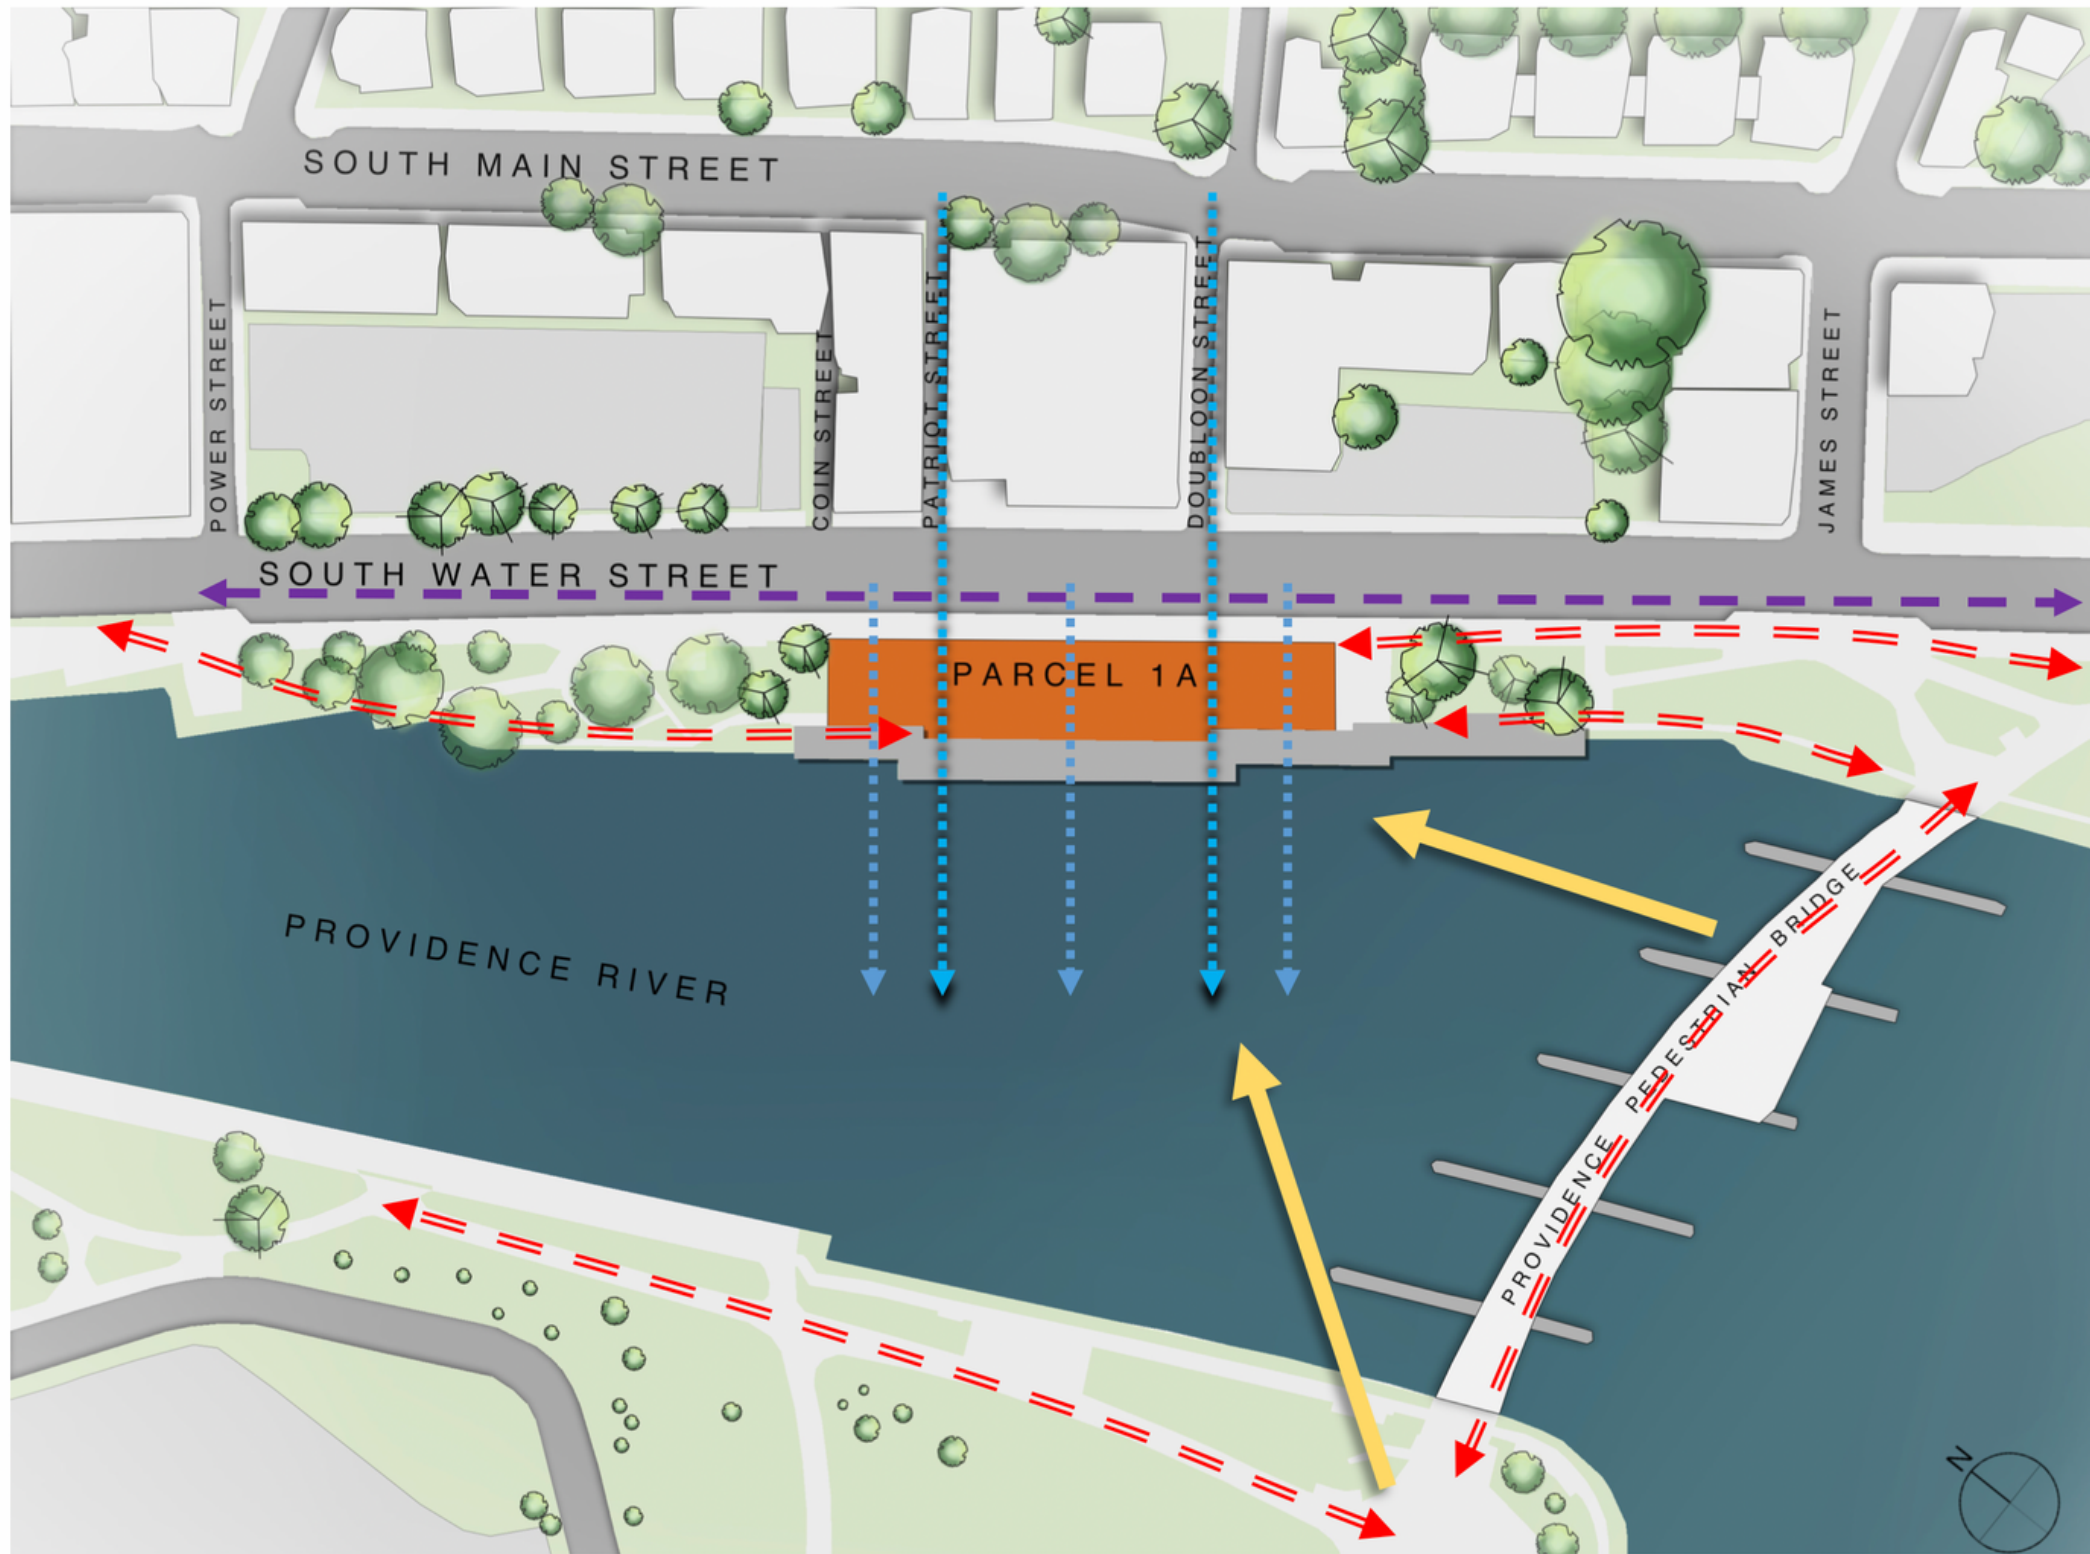 SOUTH MAIN STREET
POWER STREET
COIN STREET
PATRIOT STREET
DOUBLOON STREET
JAMES STREET
SOUTH WATER STREET
PARCEL 1A
PROVIDENCE RIVER
PROVIDENCE PEDESTRIAN BRIDGE
N